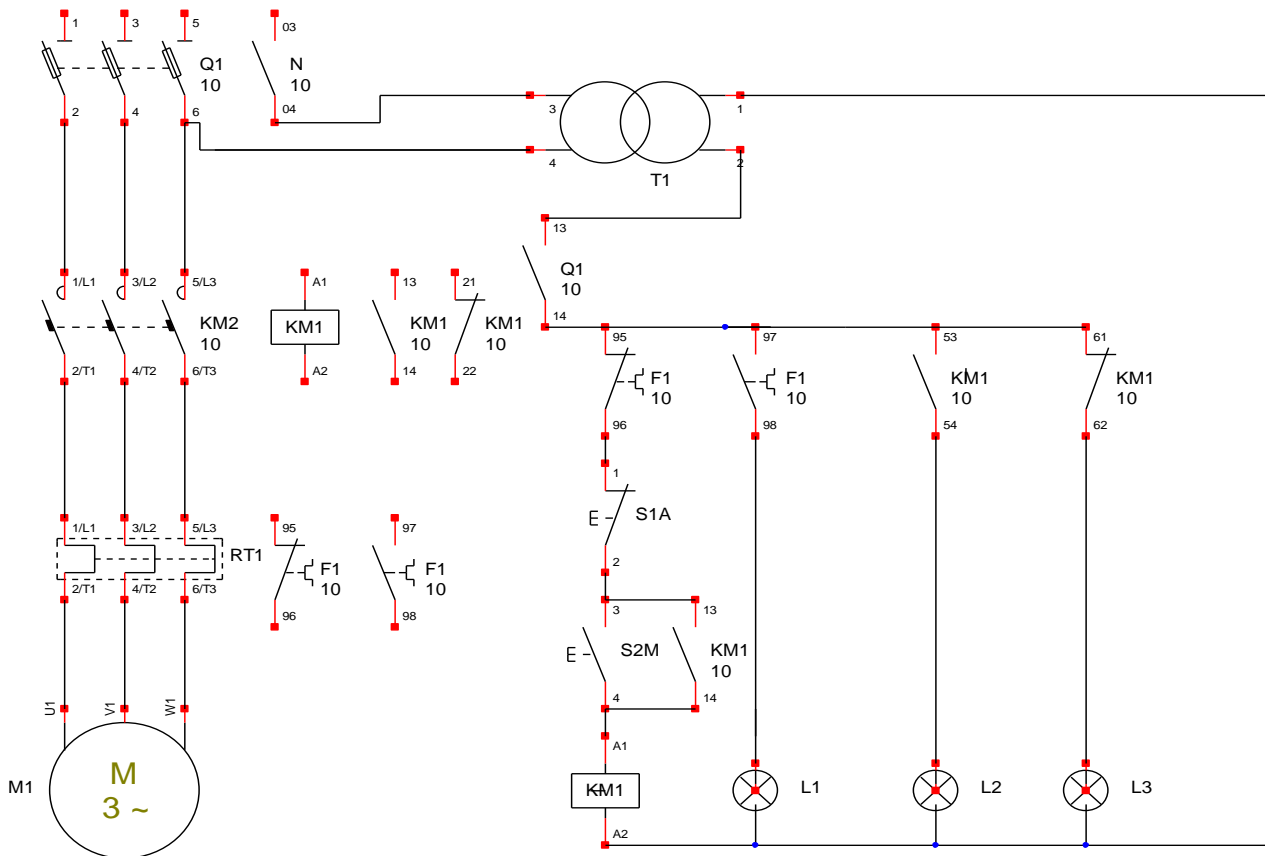 1 3 5 03
Q1 N
10 10
2 4 6 04
3 1
4 2
T1
13
Q1
10
14
1/L1 3/L2 5/L3 A1 13 21
KM2 KM1 KM1 KM1
10 10 10
2/T1 4/T2 6/T3 A2 14 22
95 97 53 61
F1 F1 KM1 KM1
10 10 10 10
96 98 54 62
1
E S1A
2
1/L1 3/L2 5/L3 95 97
RT1 F1 F1
10 10
2/T1 4/T2 6/T3 96 98
3 13
E S2M KM1
10
4 14
U1 V1 W1
A1
M1 M
3 ~
KM1 L1 L2 L3
A2